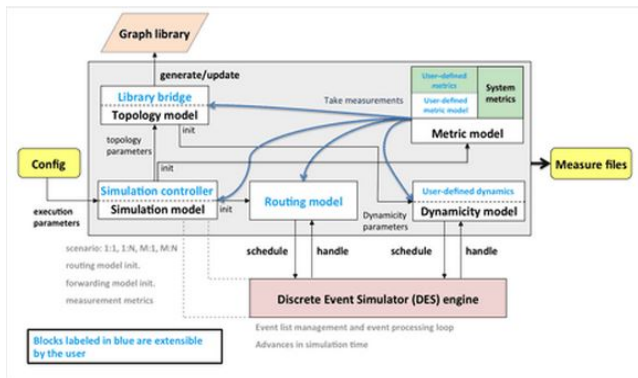 Graph library
generate/update
Library bridge
Topology model
Take measurements
User-defined
metrics
User-defined
metric model
System
metrics
Metric model
topology
parameters
init
init
Config
Measure files
execution
parameters
Simulation controller
Simulation model
init
Routing model
Dynamicity
parameters
User-defined dynamics
Dynamicity model
scenario: 1:1, 1:N, M:1, M:N
routing model init.
forwarding model init.
measurement metrics
schedule
handle
schedule
handle
Discrete Event Simulator (DES) engine
Event list management and event processing loop
Advances in simulation time
Blocks labeled in blue are extensible
by the user